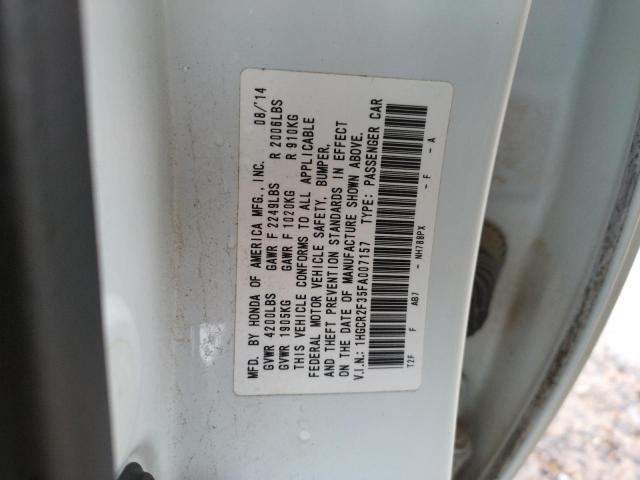 MFD. BY HONDA OF AMERICA MFG., INC. 08/'14
GVWR 4200LBS GAWR F 2249LBS R 2006LBS
GVWR 1905KG GAWR F 1020KG R 910KG
THIS VEHICLE CONFORMS TO ALL APPLICABLE
FEDERAL MOTOR VEHICLE SAFETY, BUMPER,
AND THEFT PREVENTION STANDARDS IN EFFECT
ON THE DATE OF MANUFACTURE SHOWN ABOVE.
V.I.N.: 1HGCR2F35FA007157 TYPE: PASSENGER CAR
T2F F AB7 - NH788PX - F - A